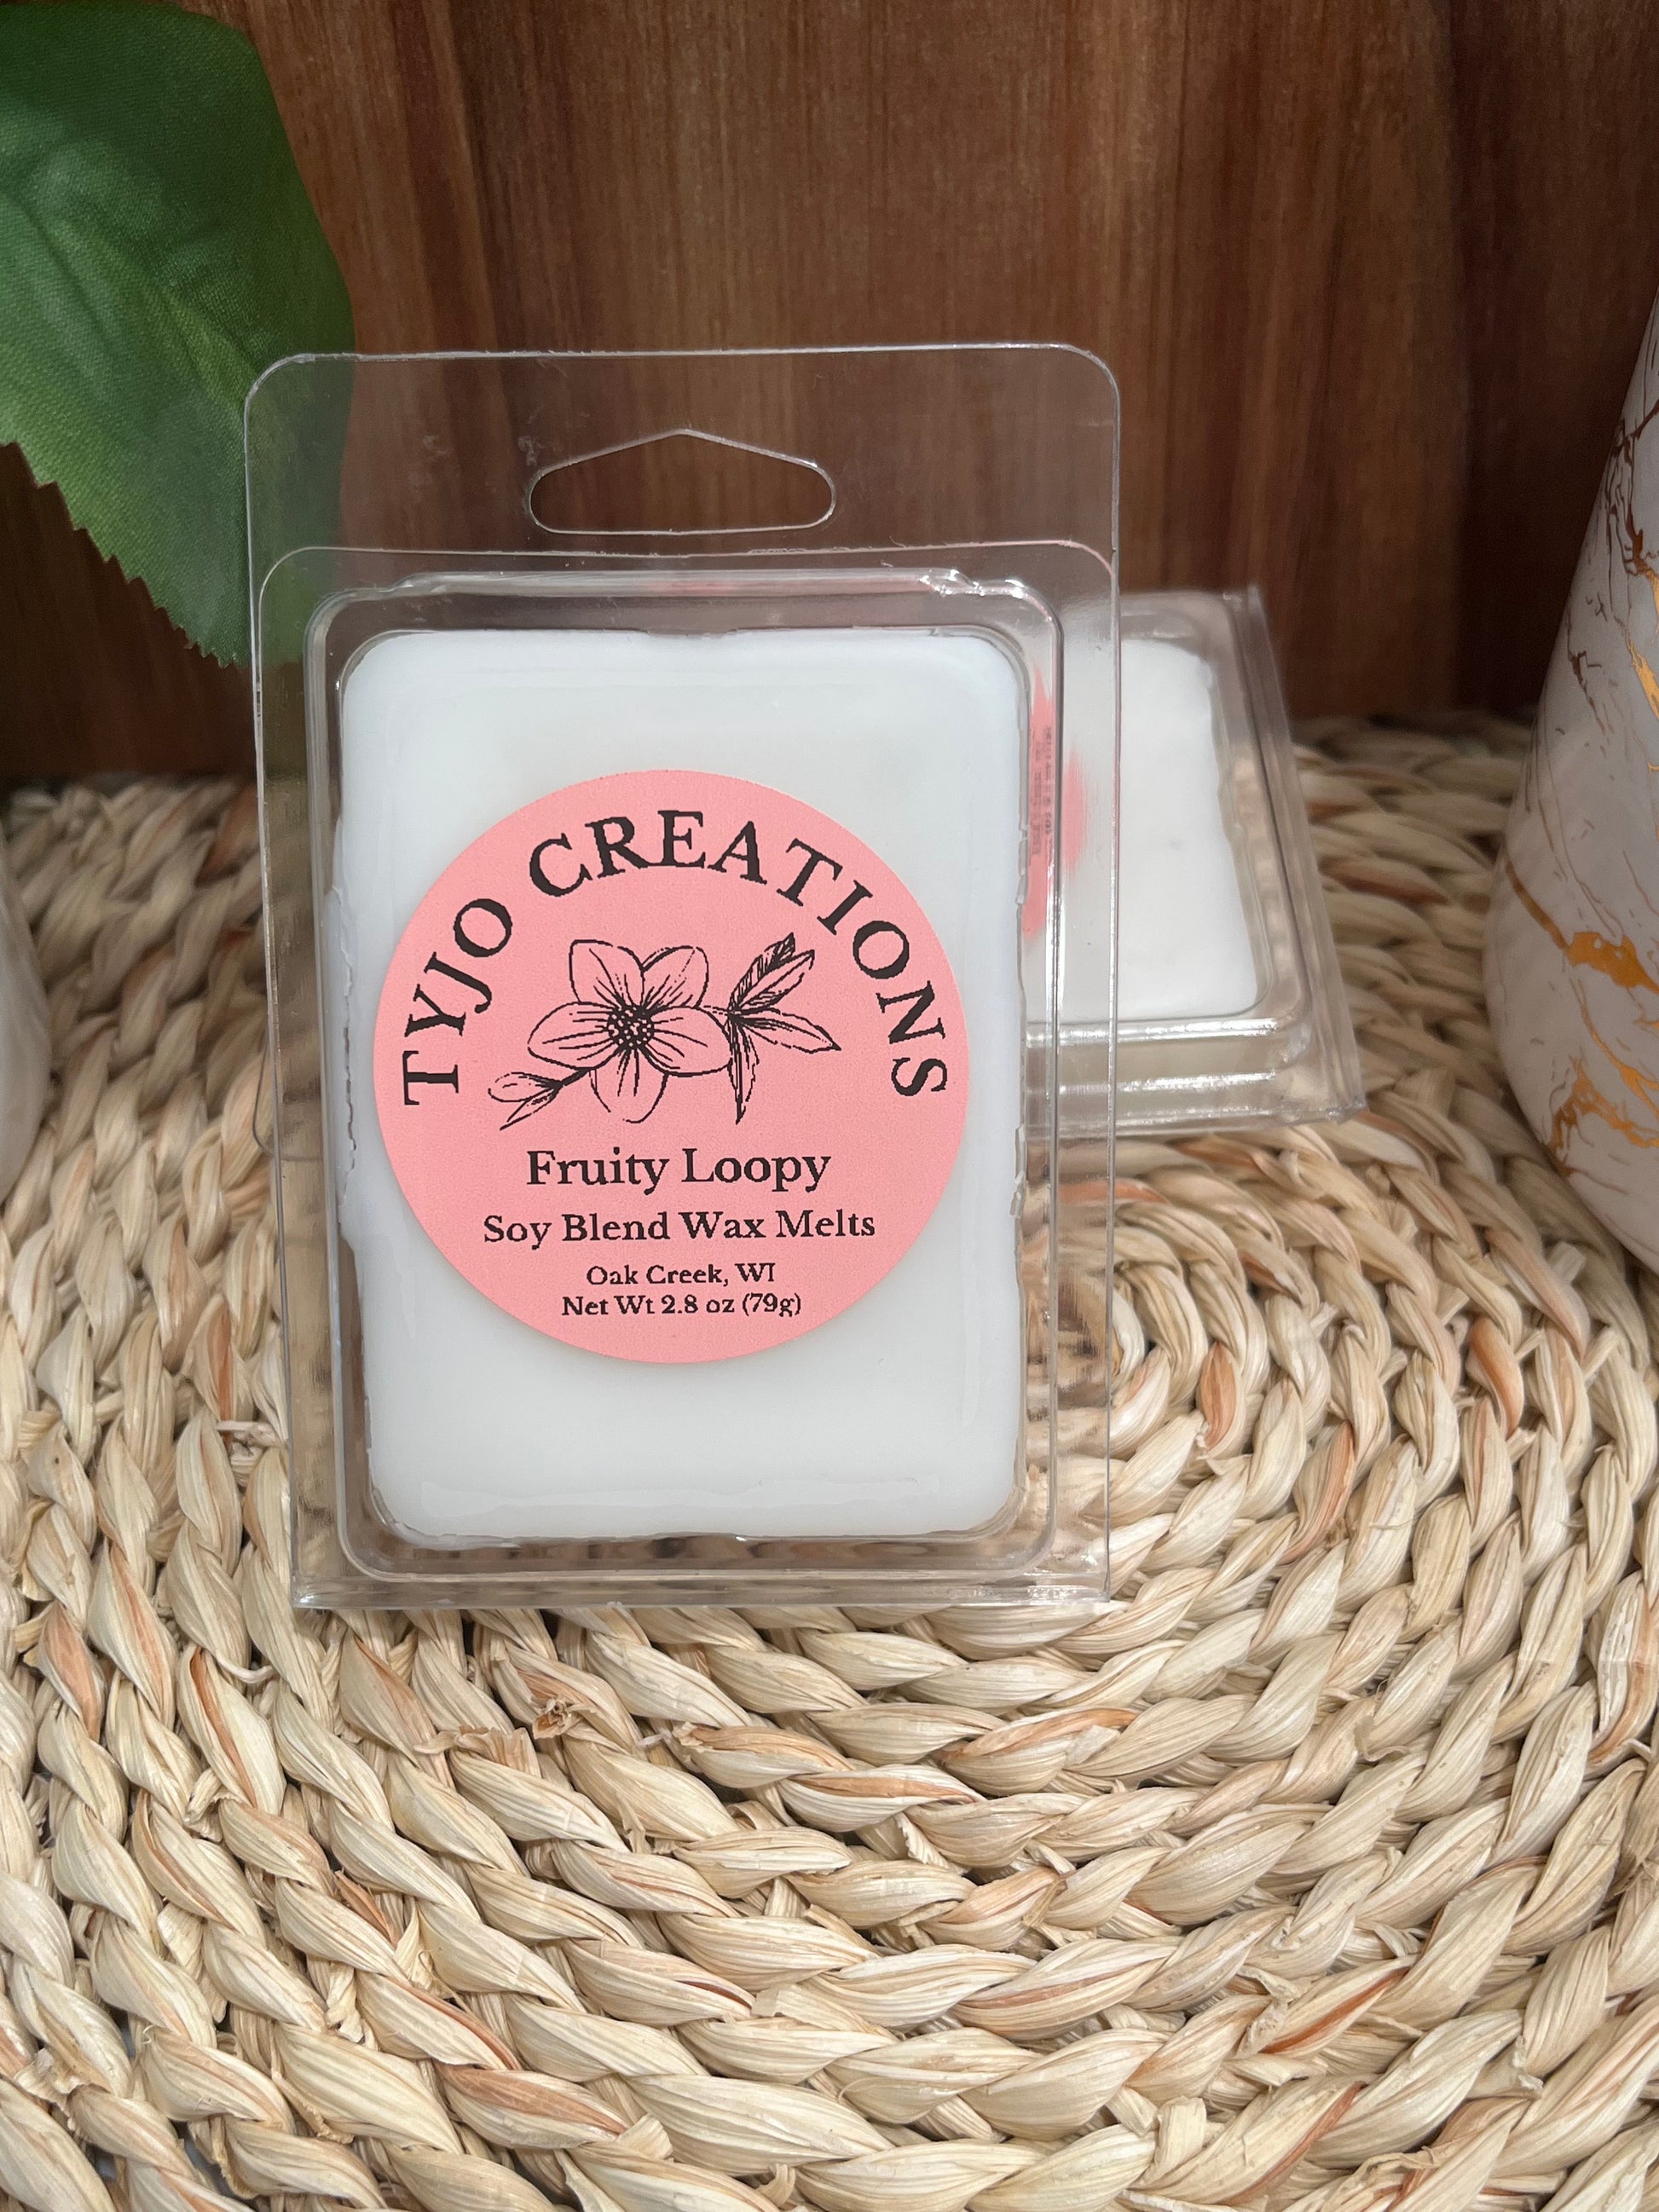 TYJO CREATIONS
Fruity Loopy
Soy Blend Wax Melts
Oak Creek, WI
Net Wt 2.8 oz (79g)